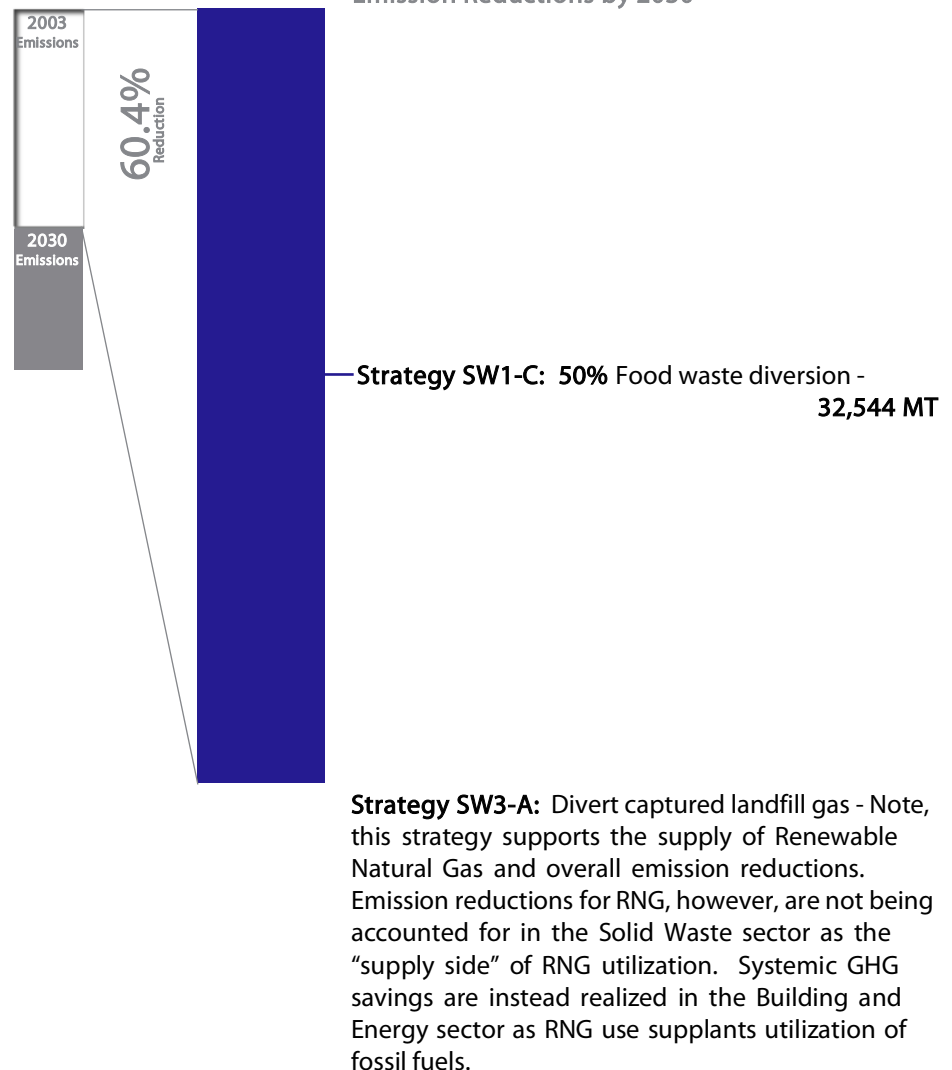 Emission Reductions by 2030
2003
Emissions
60.4%
Reduction
2030
Emissions
Strategy SW1-C: 50% Food waste diversion -
32,544 MT
Strategy SW3-A: Divert captured landfill gas - Note,
this strategy supports the supply of Renewable
Natural Gas and overall emission reductions.
Emission reductions for RNG, however, are not being
accounted for in the Solid Waste sector as the
“supply side” of RNG utilization. Systemic GHG
savings are instead realized in the Building and
Energy sector as RNG use supplants utilization of
fossil fuels.